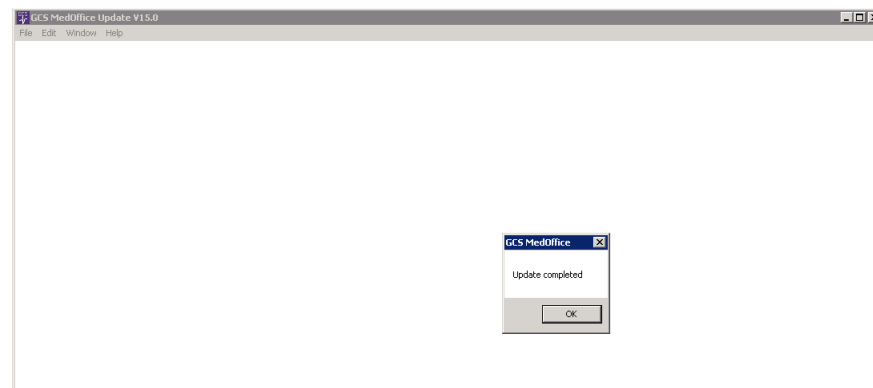 GCS MedOffice Update V15.0
File Edit Window Help
GCS MedOffice
Update completed
OK